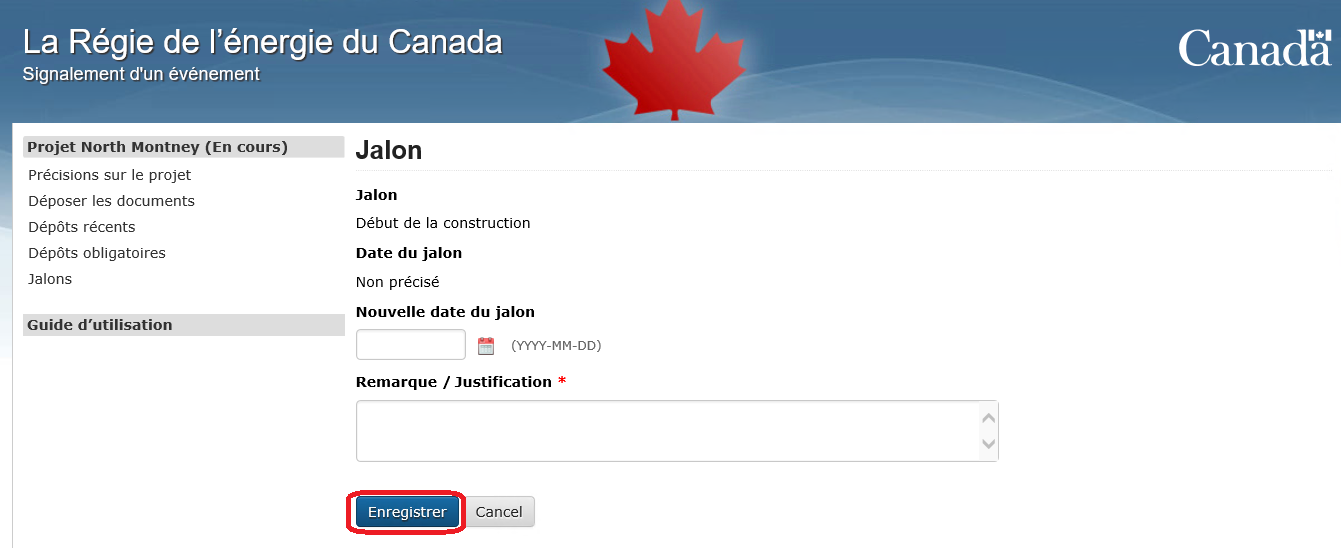 La Régie de l’énergie du Canada
Signalement d'un événement
Canada
Projet North Montney (En cours)
Précisions sur le projet
Déposer les documents
Dépôts récents
Dépôts obligatoires
Jalons
Guide d’utilisation
Jalon
Jalon
Début de la construction
Date du jalon
Non précisé
Nouvelle date du jalon
(YYYY-MM-DD)
Remarque / Justification *
Enregistrer Cancel